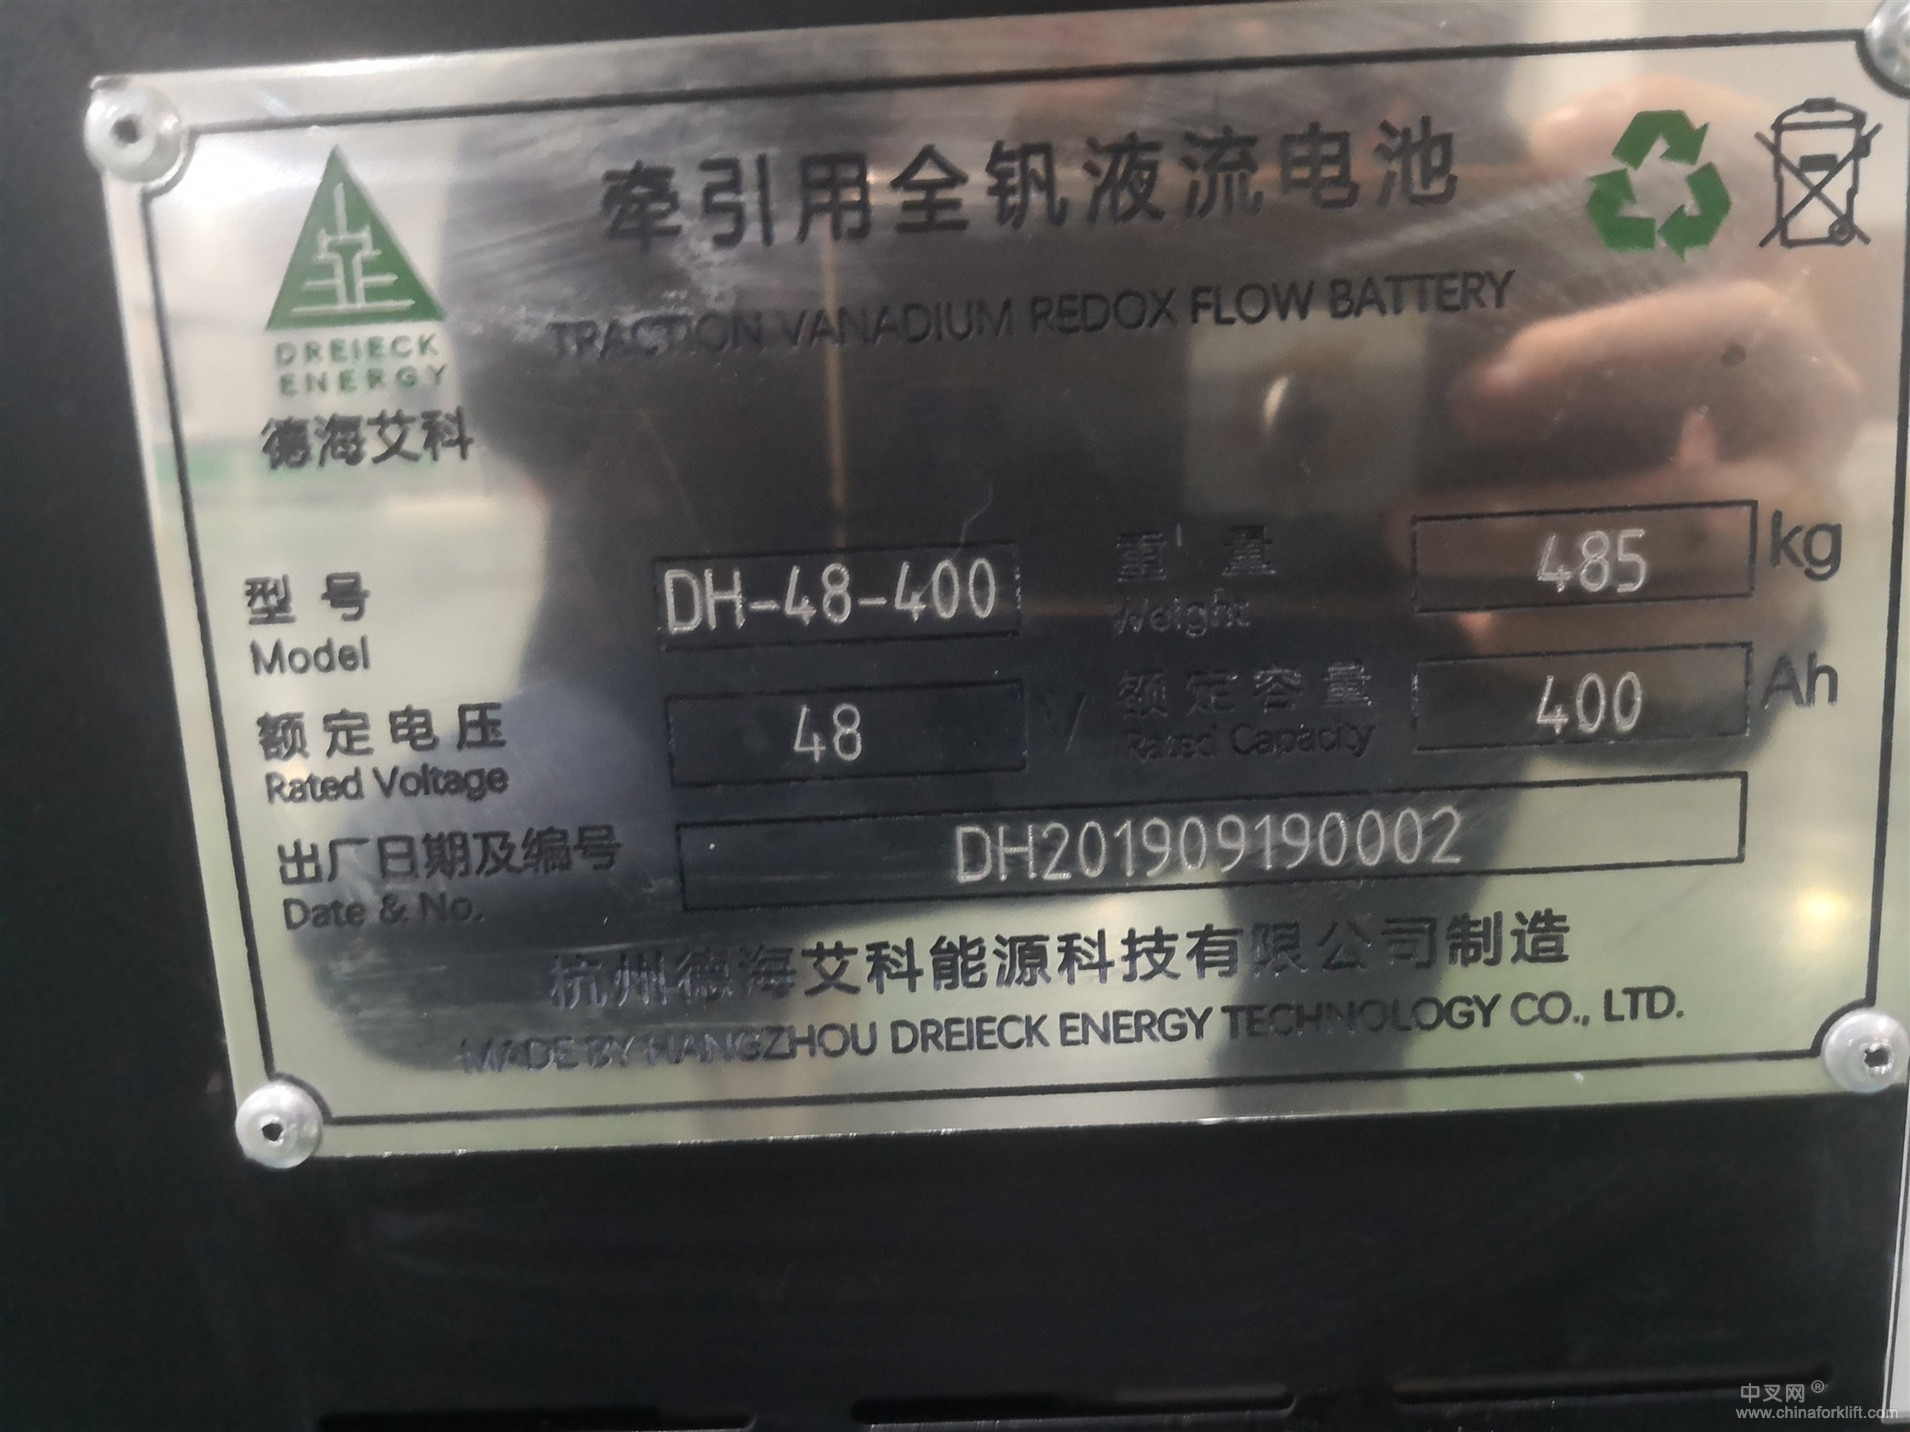 牵引用全钒液流电池
TRACTION VANADIUM REDOX FLOW BATTERY
DREIECK
ENERGY
德海艾科
型号 DH-48-400 重量 485 kg
Model Weight
额定电压 48 V 额定容量 400 Ah
Rated Voltage Rated Capacity
出厂日期及编号 DH201909190002
Date & No.
杭州德海艾科能源科技有限公司制造
MADE BY HANGZHOU DREIECK ENERGY TECHNOLOGY CO., LTD.
中叉网®
www.chinaforklift.com